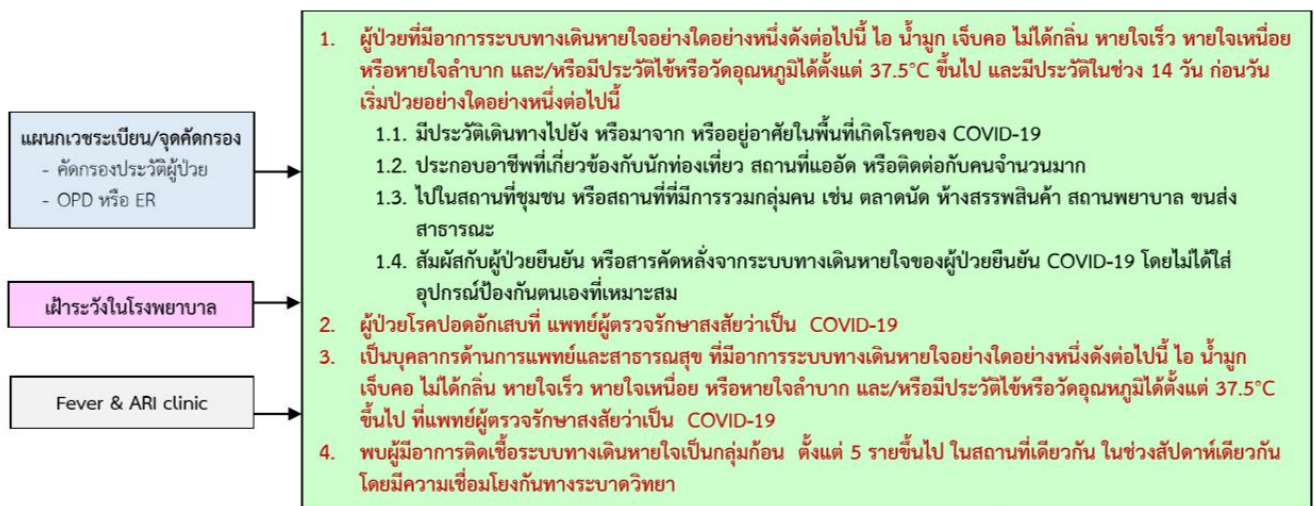 แผนกเวชระเบียน/จุดคัดกรอง
- คัดกรองประวัติผู้ป่วย
- OPD หรือ ER
เฝ้าระวังในโรงพยาบาล
Fever & ARI clinic
1. ผู้ป่วยที่มีอาการระบบทางเดินหายใจอย่างใดอย่างหนึ่งดังต่อไปนี้ ไอ น้ำมูก เจ็บคอ ไม่ได้กลิ่น หายใจเร็ว หายใจเหนื่อย
หรือหายใจลำบาก และ/หรือมีประวัติไข้หรือวัดอุณหภูมิได้ตั้งแต่ 37.5°C ขึ้นไป และมีประวัติในช่วง 14 วัน ก่อนวัน
เริ่มป่วยอย่างใดอย่างหนึ่งต่อไปนี้
1.1. มีประวัติเดินทางไปยัง หรือมาจาก หรืออยู่อาศัยในพื้นที่เกิดโรคของ COVID-19
1.2. ประกอบอาชีพที่เกี่ยวข้องกับนักท่องเที่ยว สถานที่แออัด หรือติดต่อกับคนจำนวนมาก
1.3. ไปในสถานที่ชุมชน หรือสถานที่ที่มีการรวมกลุ่มคน เช่น ตลาดนัด ห้างสรรพสินค้า สถานพยาบาล ขนส่ง
สาธารณะ
1.4. สัมผัสกับผู้ป่วยยืนยัน หรือสารคัดหลั่งจากระบบทางเดินหายใจของผู้ป่วยยืนยัน COVID-19 โดยไม่ได้ใส่
อุปกรณ์ป้องกันตนเองที่เหมาะสม
2. ผู้ป่วยโรคปอดอักเสบที่ แพทย์ผู้ตรวจรักษาสงสัยว่าเป็น COVID-19
3. เป็นบุคลากรด้านการแพทย์และสาธารณสุข ที่มีอาการระบบทางเดินหายใจอย่างใดอย่างหนึ่งดังต่อไปนี้ ไอ น้ำมูก
เจ็บคอ ไม่ได้กลิ่น หายใจเร็ว หายใจเหนื่อย หรือหายใจลำบาก และ/หรือมีประวัติไข้หรือวัดอุณหภูมิได้ตั้งแต่ 37.5°C
ขึ้นไป ที่แพทย์ผู้ตรวจรักษาสงสัยว่าเป็น COVID-19
4. พบผู้มีอาการติดเชื้อระบบทางเดินหายใจเป็นกลุ่มก้อน ตั้งแต่ 5 รายขึ้นไป ในสถานที่เดียวกัน ในช่วงสัปดาห์เดียวกัน
โดยมีความเชื่อมโยงกันทางระบาดวิทยา